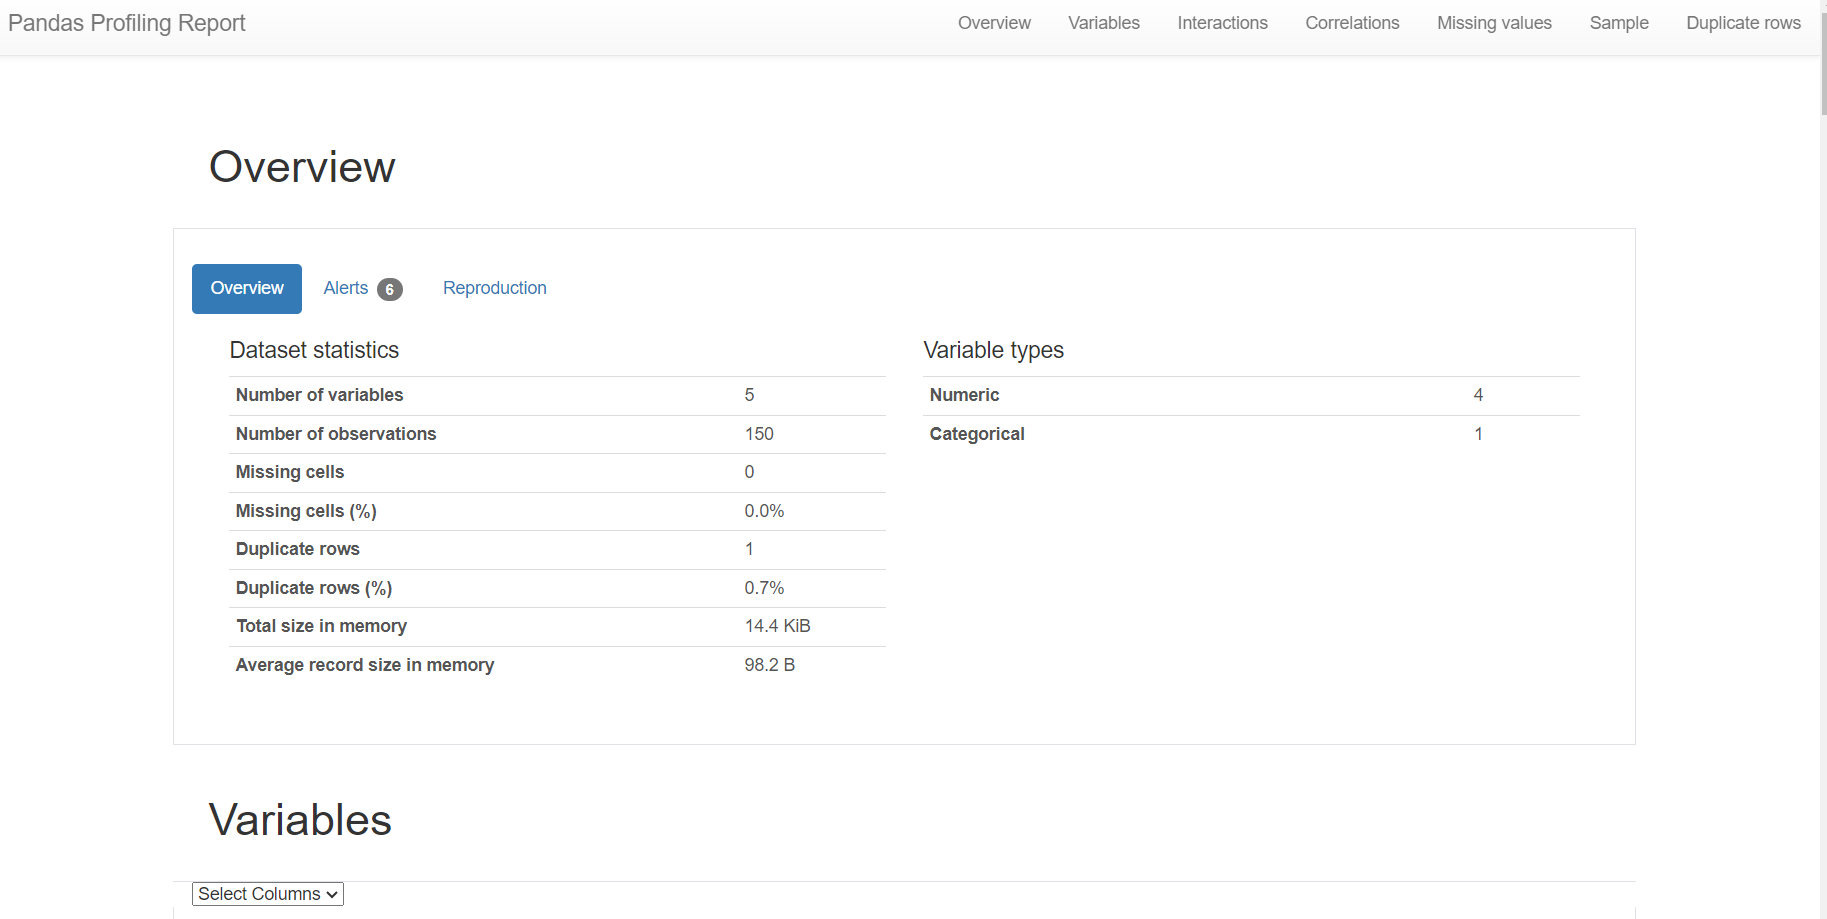 Pandas Profiling Report Overview Variables Interactions Correlations Missing values Sample Duplicate rows
Overview
Overview Alerts 6 Reproduction
Dataset statistics
Number of variables 5
Number of observations 150
Missing cells 0
Missing cells (%) 0.0%
Duplicate rows 1
Duplicate rows (%) 0.7%
Total size in memory 14.4 KiB
Average record size in memory 98.2 B
Variable types
Numeric 4
Categorical 1
Variables
Select Columns